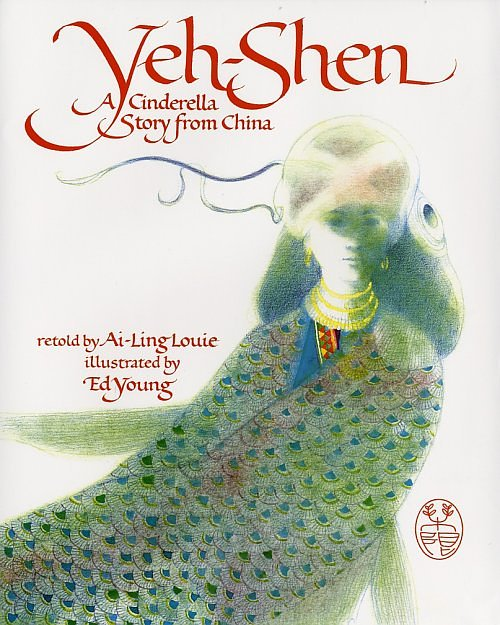 Yeh-Shen
A Cinderella
Story from China
retold by Ai-Ling Louie
illustrated by
Ed Young